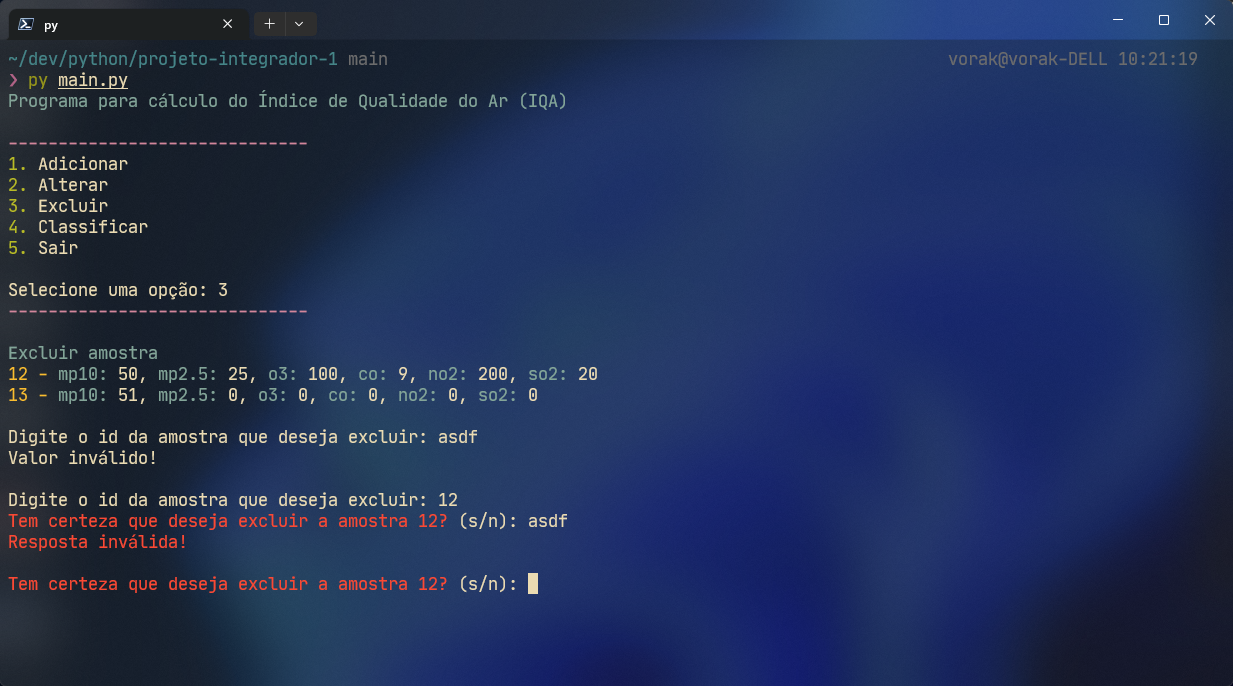 py
~/dev/python/projeto-integrador-1 main vorak@vorak-DELL 10:21:19
❯ py main.py
Programa para cálculo do Índice de Qualidade do Ar (IQA)
------------------------------
1. Adicionar
2. Alterar
3. Excluir
4. Classificar
5. Sair
Selecione uma opção: 3
------------------------------
Excluir amostra
12 - mp10: 50, mp2.5: 25, o3: 100, co: 9, no2: 200, so2: 20
13 - mp10: 51, mp2.5: 0, o3: 0, co: 0, no2: 0, so2: 0
Digite o id da amostra que deseja excluir: asdf
Valor inválido!
Digite o id da amostra que deseja excluir: 12
Tem certeza que deseja excluir a amostra 12? (s/n): asdf
Resposta inválida!
Tem certeza que deseja excluir a amostra 12? (s/n):